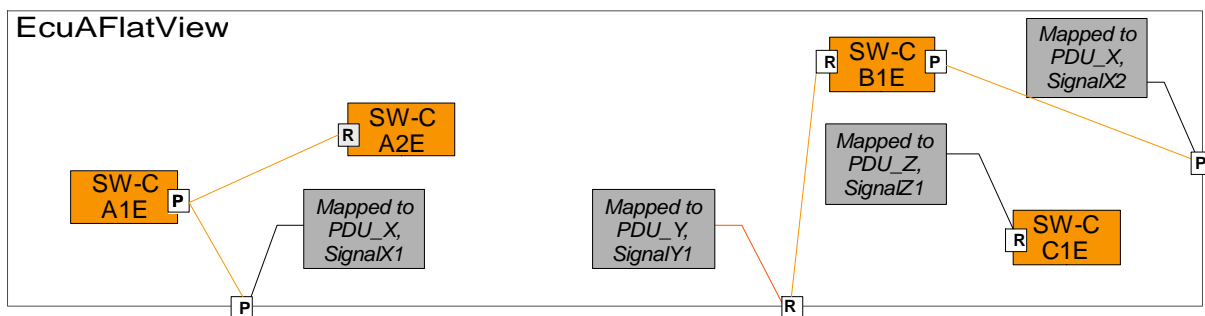 EcuAFlatView
SW-C
A1E
P
R
SW-C
A2E
Mapped to
PDU_X,
SignalX1
P
Mapped to
PDU_Y,
SignalY1
R
R
SW-C
B1E
P
Mapped to
PDU_X,
SignalX2
P
Mapped to
PDU_Z,
SignalZ1
R
SW-C
C1E